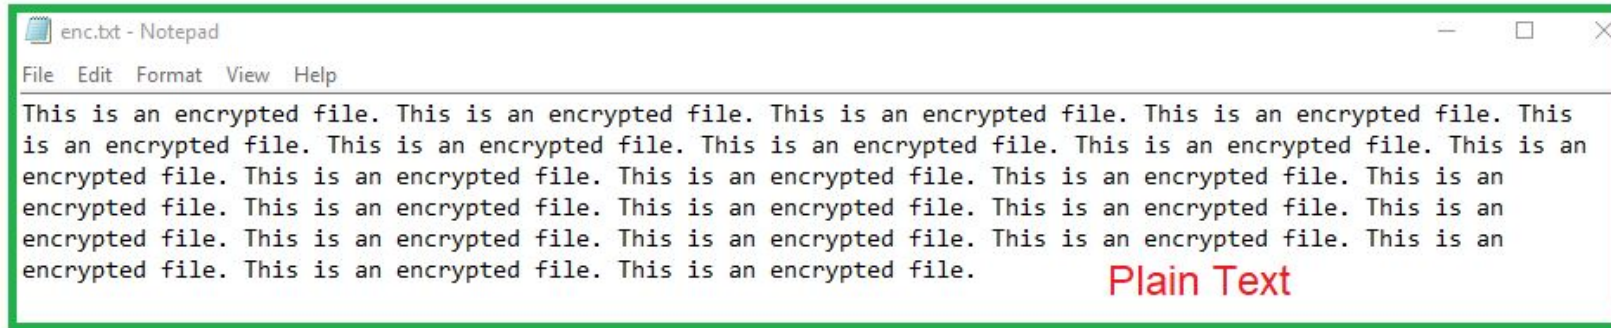 enc.txt - Notepad
File Edit Format View Help
This is an encrypted file. This is an encrypted file. This is an encrypted file. This is an encrypted file. This
is an encrypted file. This is an encrypted file. This is an encrypted file. This is an encrypted file. This is an
encrypted file. This is an encrypted file. This is an encrypted file. This is an encrypted file. This is an
encrypted file. This is an encrypted file. This is an encrypted file. This is an encrypted file. This is an
encrypted file. This is an encrypted file. This is an encrypted file. This is an encrypted file. This is an
encrypted file. This is an encrypted file. This is an encrypted file.
Plain Text